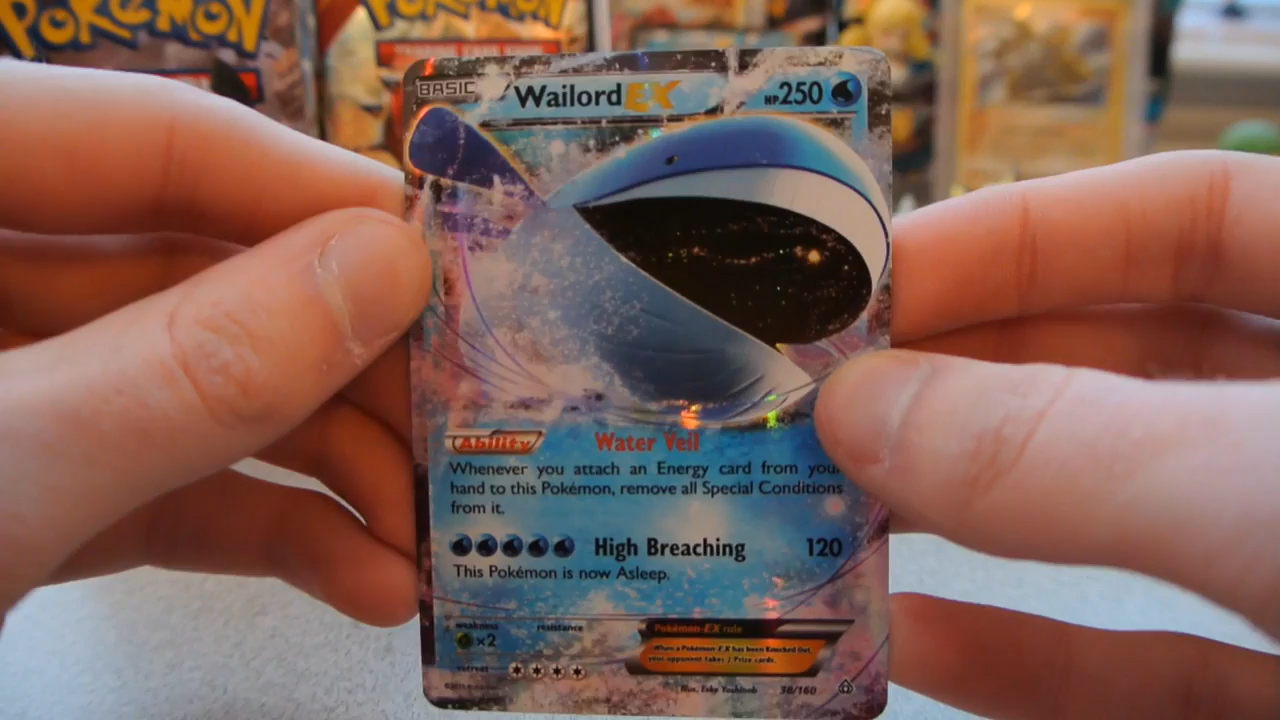 POKéMON
POKéMON
BASIC
Wailord EX
HP250
Ability Water Veil
Whenever you attach an Energy card from your
hand to this Pokémon, remove all Special Conditions
from it.
High Breaching 120
This Pokémon is now Asleep.
weakness resistance
×2
retreat
Pokémon-EX rule
When a Pokémon-EX has been Knocked Out,
your opponent takes 2 Prize cards.
Illus. 38/160